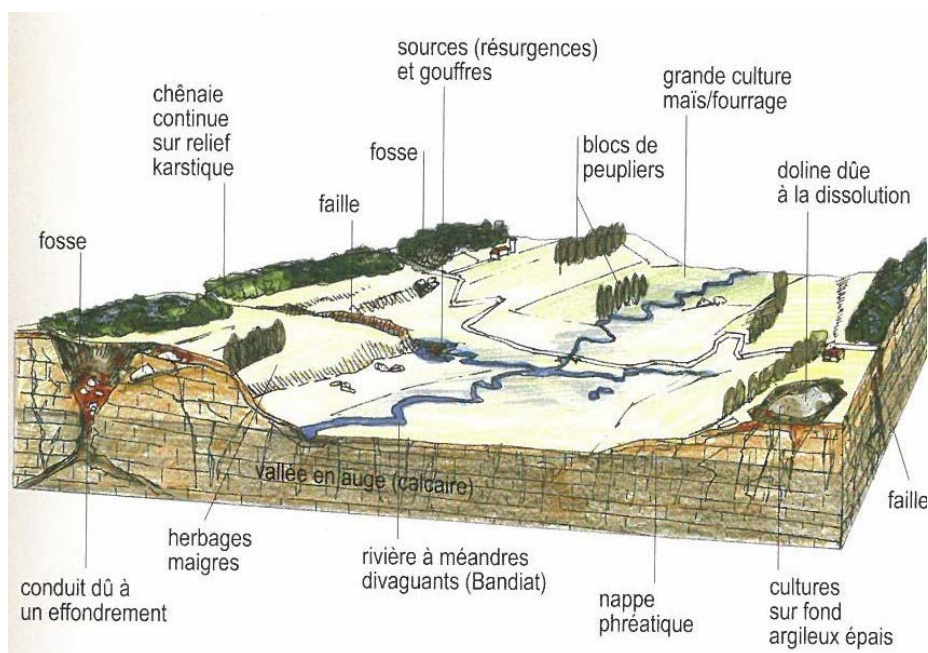 sources (résurgences)
et gouffres
grande culture
maïs/fourrage
chênaie
continue
sur relief
karstique
fosse
blocs de
peupliers
doline dûe
à la dissolution
faille
fosse
vallée en auge (calcaire)
faille
herbages
maigres
rivière à méandres
divaguants (Bandiat)
conduit dû à
un effondrement
nappe
phréatique
cultures
sur fond
argileux épais